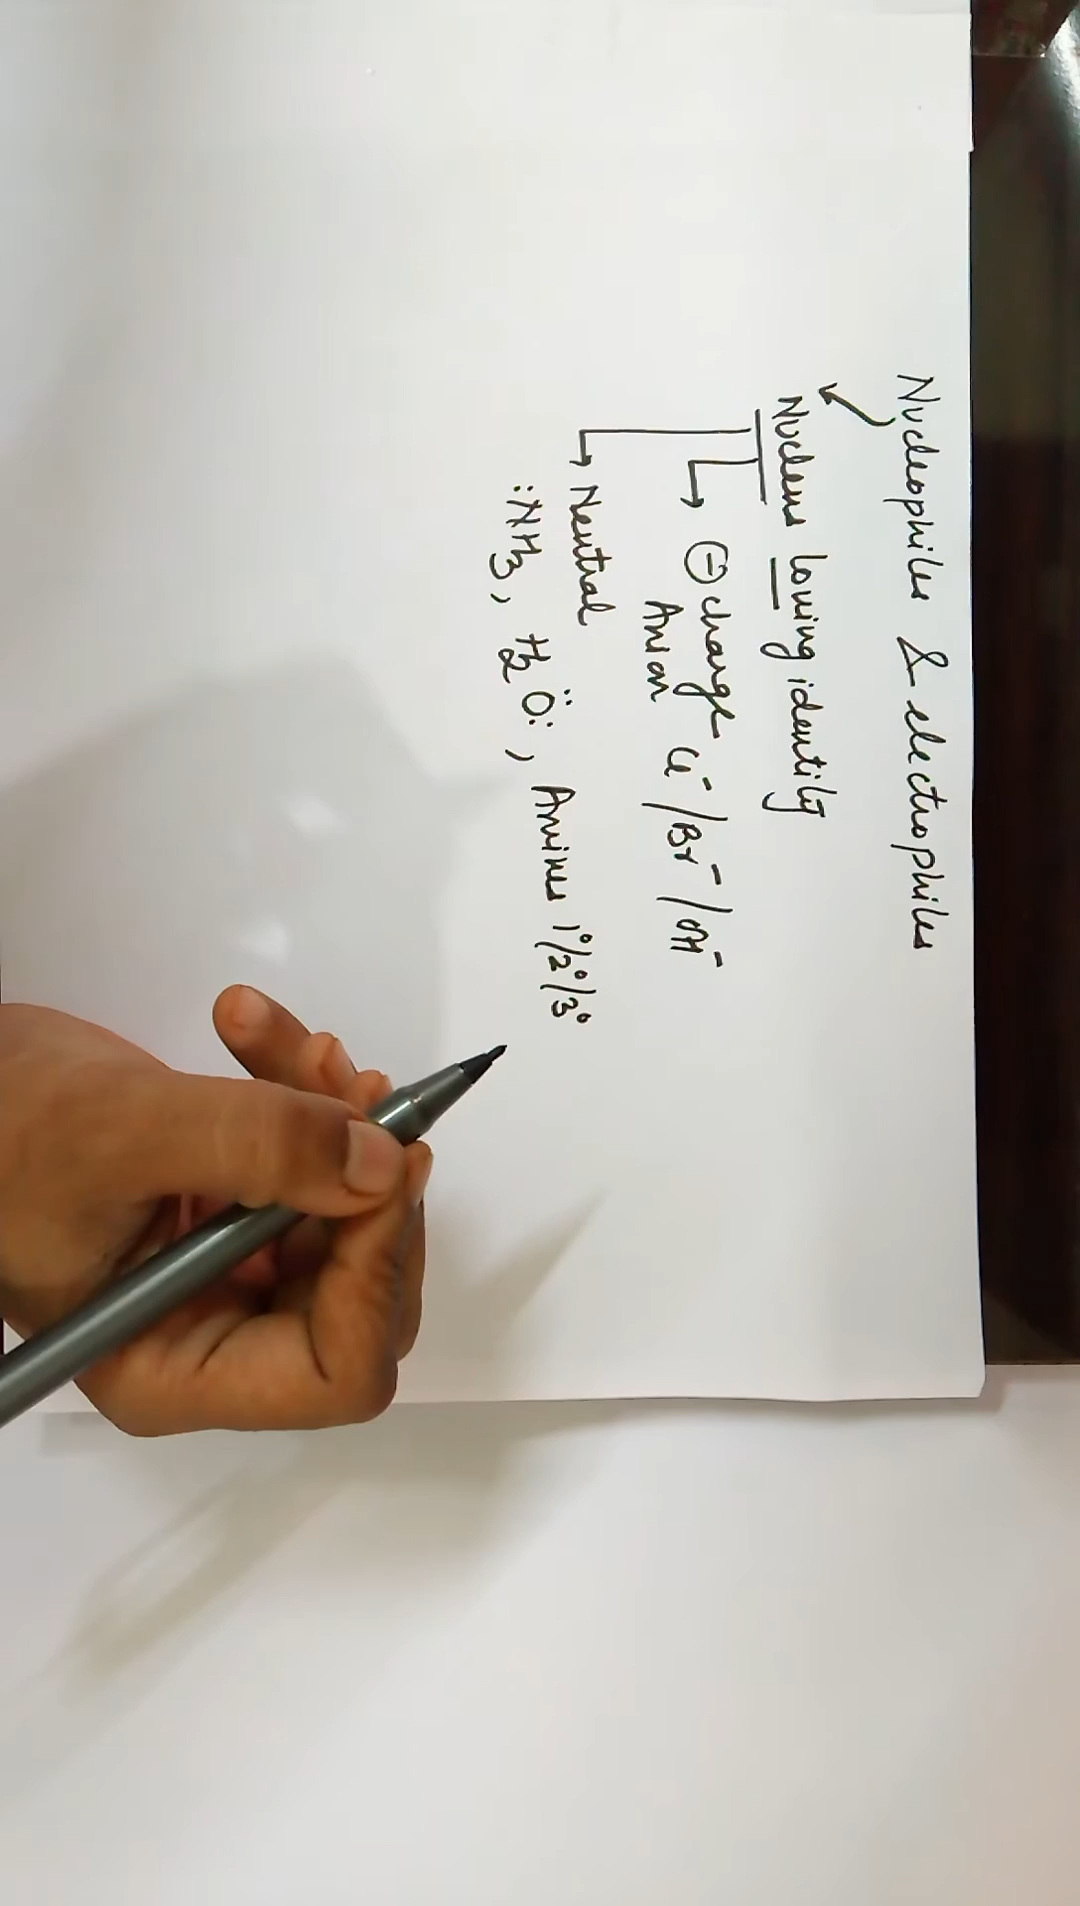 Nucleophiles & electrophiles
Nucleus loving identity
⊖ charge Cl⁻ / Br⁻ / OH⁻
Anion
Neutral
:NH₃, H₂Ö:, Amines 1°/2°/3°